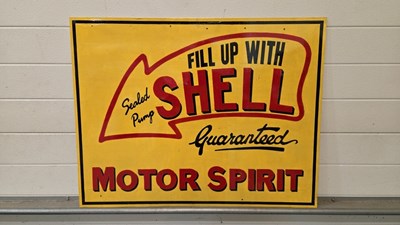 FILL UP WITH
SHELL
Sealed
Pump
Guaranteed
MOTOR SPIRIT